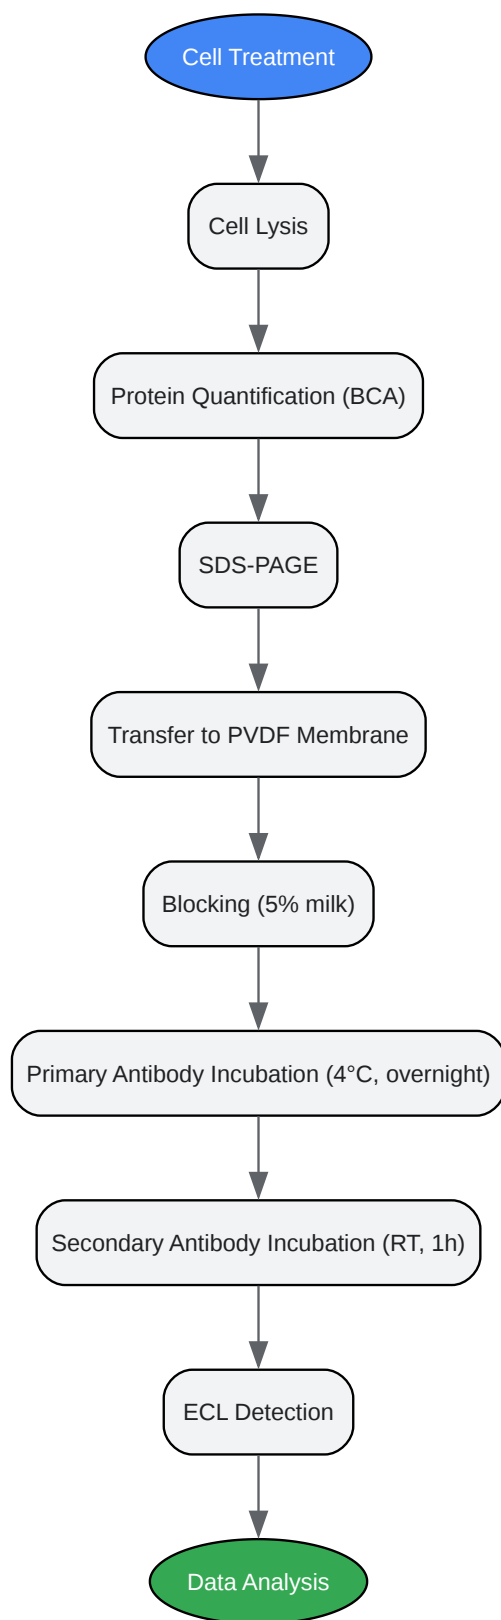 Cell Treatment
Cell Lysis
Protein Quantification (BCA)
SDS-PAGE
Transfer to PVDF Membrane
Blocking (5% milk)
Primary Antibody Incubation (4°C, overnight)
Secondary Antibody Incubation (RT, 1h)
ECL Detection
Data Analysis